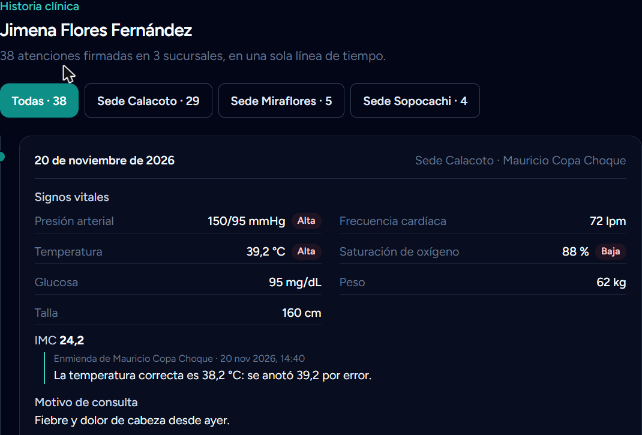 Historia clínica
Jimena Flores Fernández
38 atenciones firmadas en 3 sucursales, en una sola línea de tiempo.
Todas · 38 Sede Calacoto · 29 Sede Miraflores · 5 Sede Sopocachi · 4
20 de noviembre de 2026 Sede Calacoto · Mauricio Copa Choque
Signos vitales
Presión arterial 150/95 mmHg Alta Frecuencia cardíaca 72 lpm
Temperatura 39,2 °C Alta Saturación de oxígeno 88 % Baja
Glucosa 95 mg/dL Peso 62 kg
Talla 160 cm
IMC 24,2
Enmienda de Mauricio Copa Choque · 20 nov 2026, 14:40
La temperatura correcta es 38,2 °C: se anotó 39,2 por error.
Motivo de consulta
Fiebre y dolor de cabeza desde ayer.